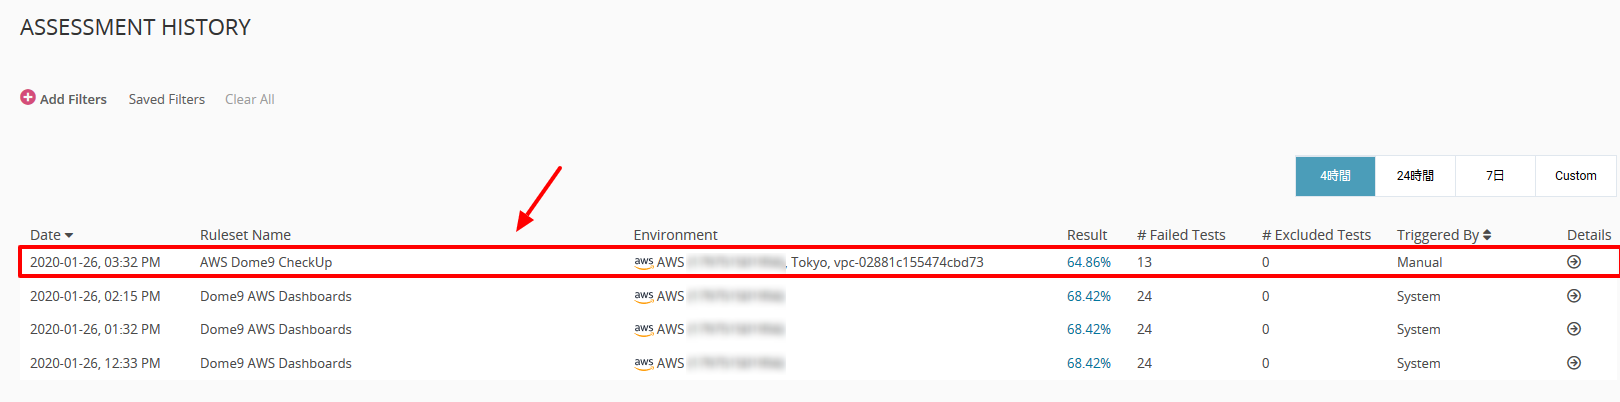 ASSESSMENT HISTORY
Add Filters Saved Filters Clear All
4時間 24時間 7日 Custom
Date Ruleset Name Environment Result # Failed Tests # Excluded Tests Triggered By Details
2020-01-26, 03:32 PM AWS Dome9 CheckUp aws AWS , Tokyo, vpc-02881c155474cbd73 64.86% 13 0 Manual
2020-01-26, 02:15 PM Dome9 AWS Dashboards aws AWS 68.42% 24 0 System
2020-01-26, 01:32 PM Dome9 AWS Dashboards aws AWS 68.42% 24 0 System
2020-01-26, 12:33 PM Dome9 AWS Dashboards aws AWS 68.42% 24 0 System